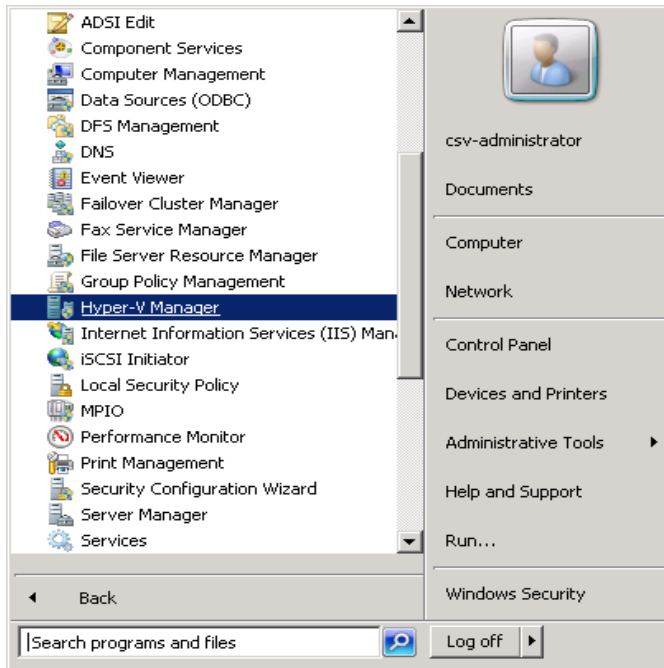 ADSI Edit
Component Services
Computer Management
Data Sources (ODBC)
DFS Management
DNS
Event Viewer
Failover Cluster Manager
Fax Service Manager
File Server Resource Manager
Group Policy Management
Hyper-V Manager
Internet Information Services (IIS) Man
iSCSI Initiator
Local Security Policy
MPIO
Performance Monitor
Print Management
Security Configuration Wizard
Server Manager
Services
Back
Search programs and files
csv-administrator
Documents
Computer
Network
Control Panel
Devices and Printers
Administrative Tools
Help and Support
Run...
Windows Security
Log off